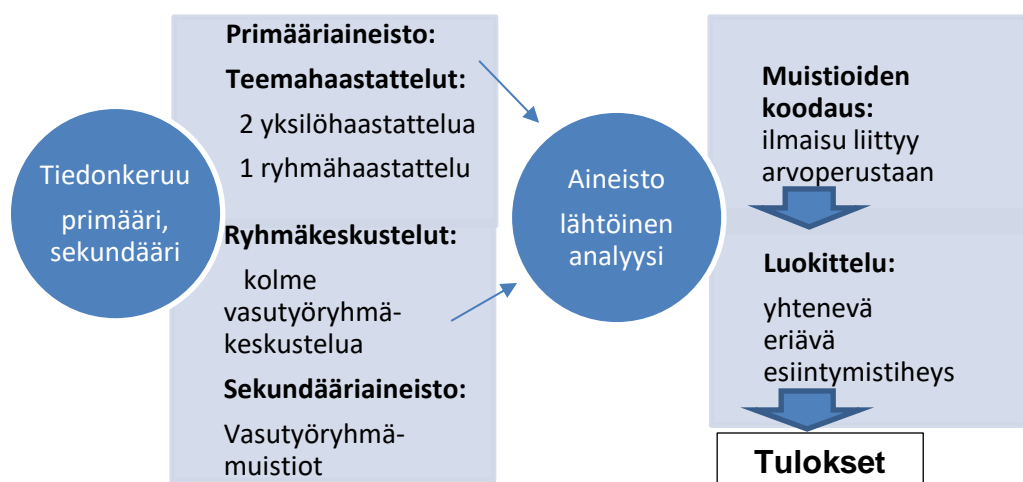 Tiedonkeruu
primääri,
sekundääri
Primääriaineisto:
Teemahaastattelut:
2 yksilöhaastattelua
1 ryhmähaastattelu
Ryhmäkeskustelut:
kolme
vasutyöryhmä-
keskustelua
Sekundääriaineisto:
Vasutyöryhmä-
muistiot
Aineisto
lähtöinen
analyysi
Muistioiden
koodaus:
ilmaisu liittyy
arvoperustaan
Luokittelu:
yhtenevä
eriävä
esiintymistiheys
Tulokset